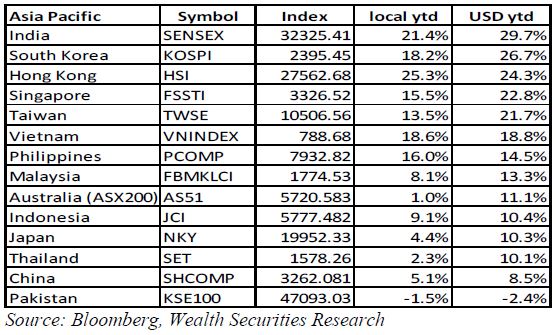 Asia Pacific Symbol Index local ytd USD ytd
India SENSEX 32325.41 21.4% 29.7%
South Korea KOSPI 2395.45 18.2% 26.7%
Hong Kong HSI 27562.68 25.3% 24.3%
Singapore FSSTI 3326.52 15.5% 22.8%
Taiwan TWSE 10506.56 13.5% 21.7%
Vietnam VNINDEX 788.68 18.6% 18.8%
Philippines PCOMP 7932.82 16.0% 14.5%
Malaysia FBMKLCI 1774.53 8.1% 13.3%
Australia (ASX200) AS51 5720.583 1.0% 11.1%
Indonesia JCI 5777.482 9.1% 10.4%
Japan NKY 19952.33 4.4% 10.3%
Thailand SET 1578.26 2.3% 10.1%
China SHCOMP 3262.081 5.1% 8.5%
Pakistan KSE100 47093.03 -1.5% -2.4%
Source: Bloomberg, Wealth Securities Research